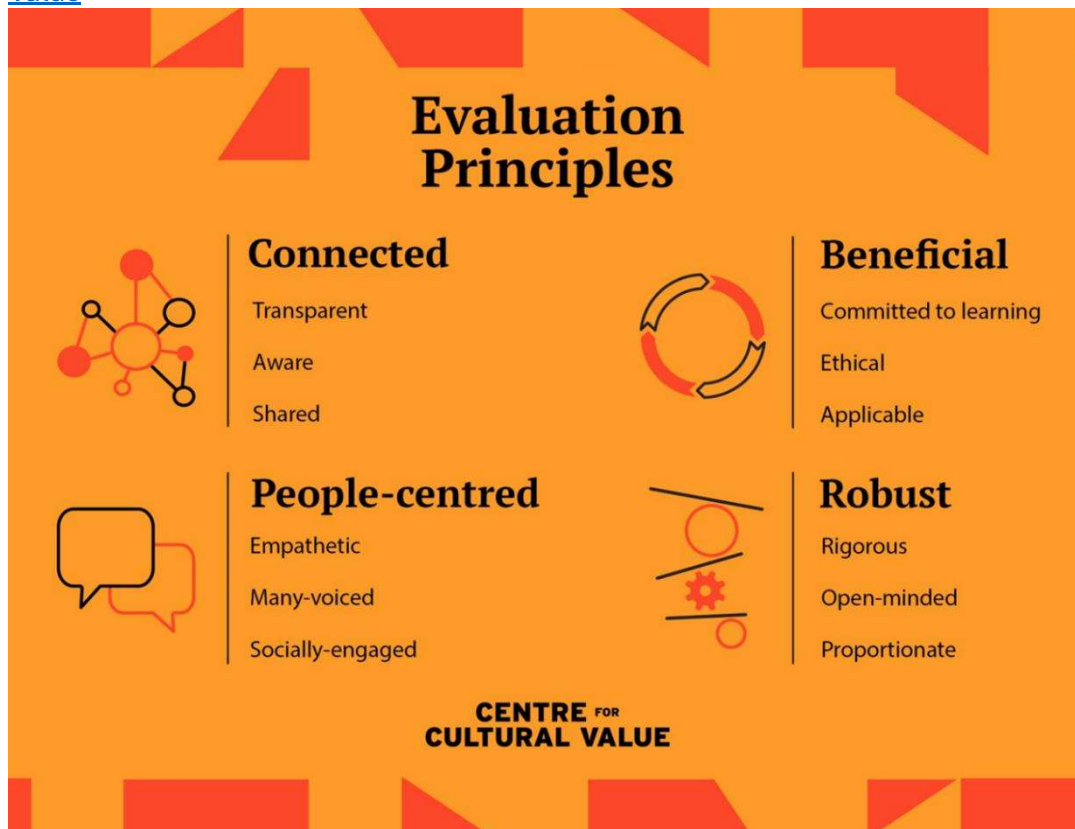 Value
Evaluation
Principles
Connected
Transparent
Aware
Shared
Beneficial
Committed to learning
Ethical
Applicable
People-centred
Empathetic
Many-voiced
Socially-engaged
Robust
Rigorous
Open-minded
Proportionate
CENTRE FOR
CULTURAL VALUE